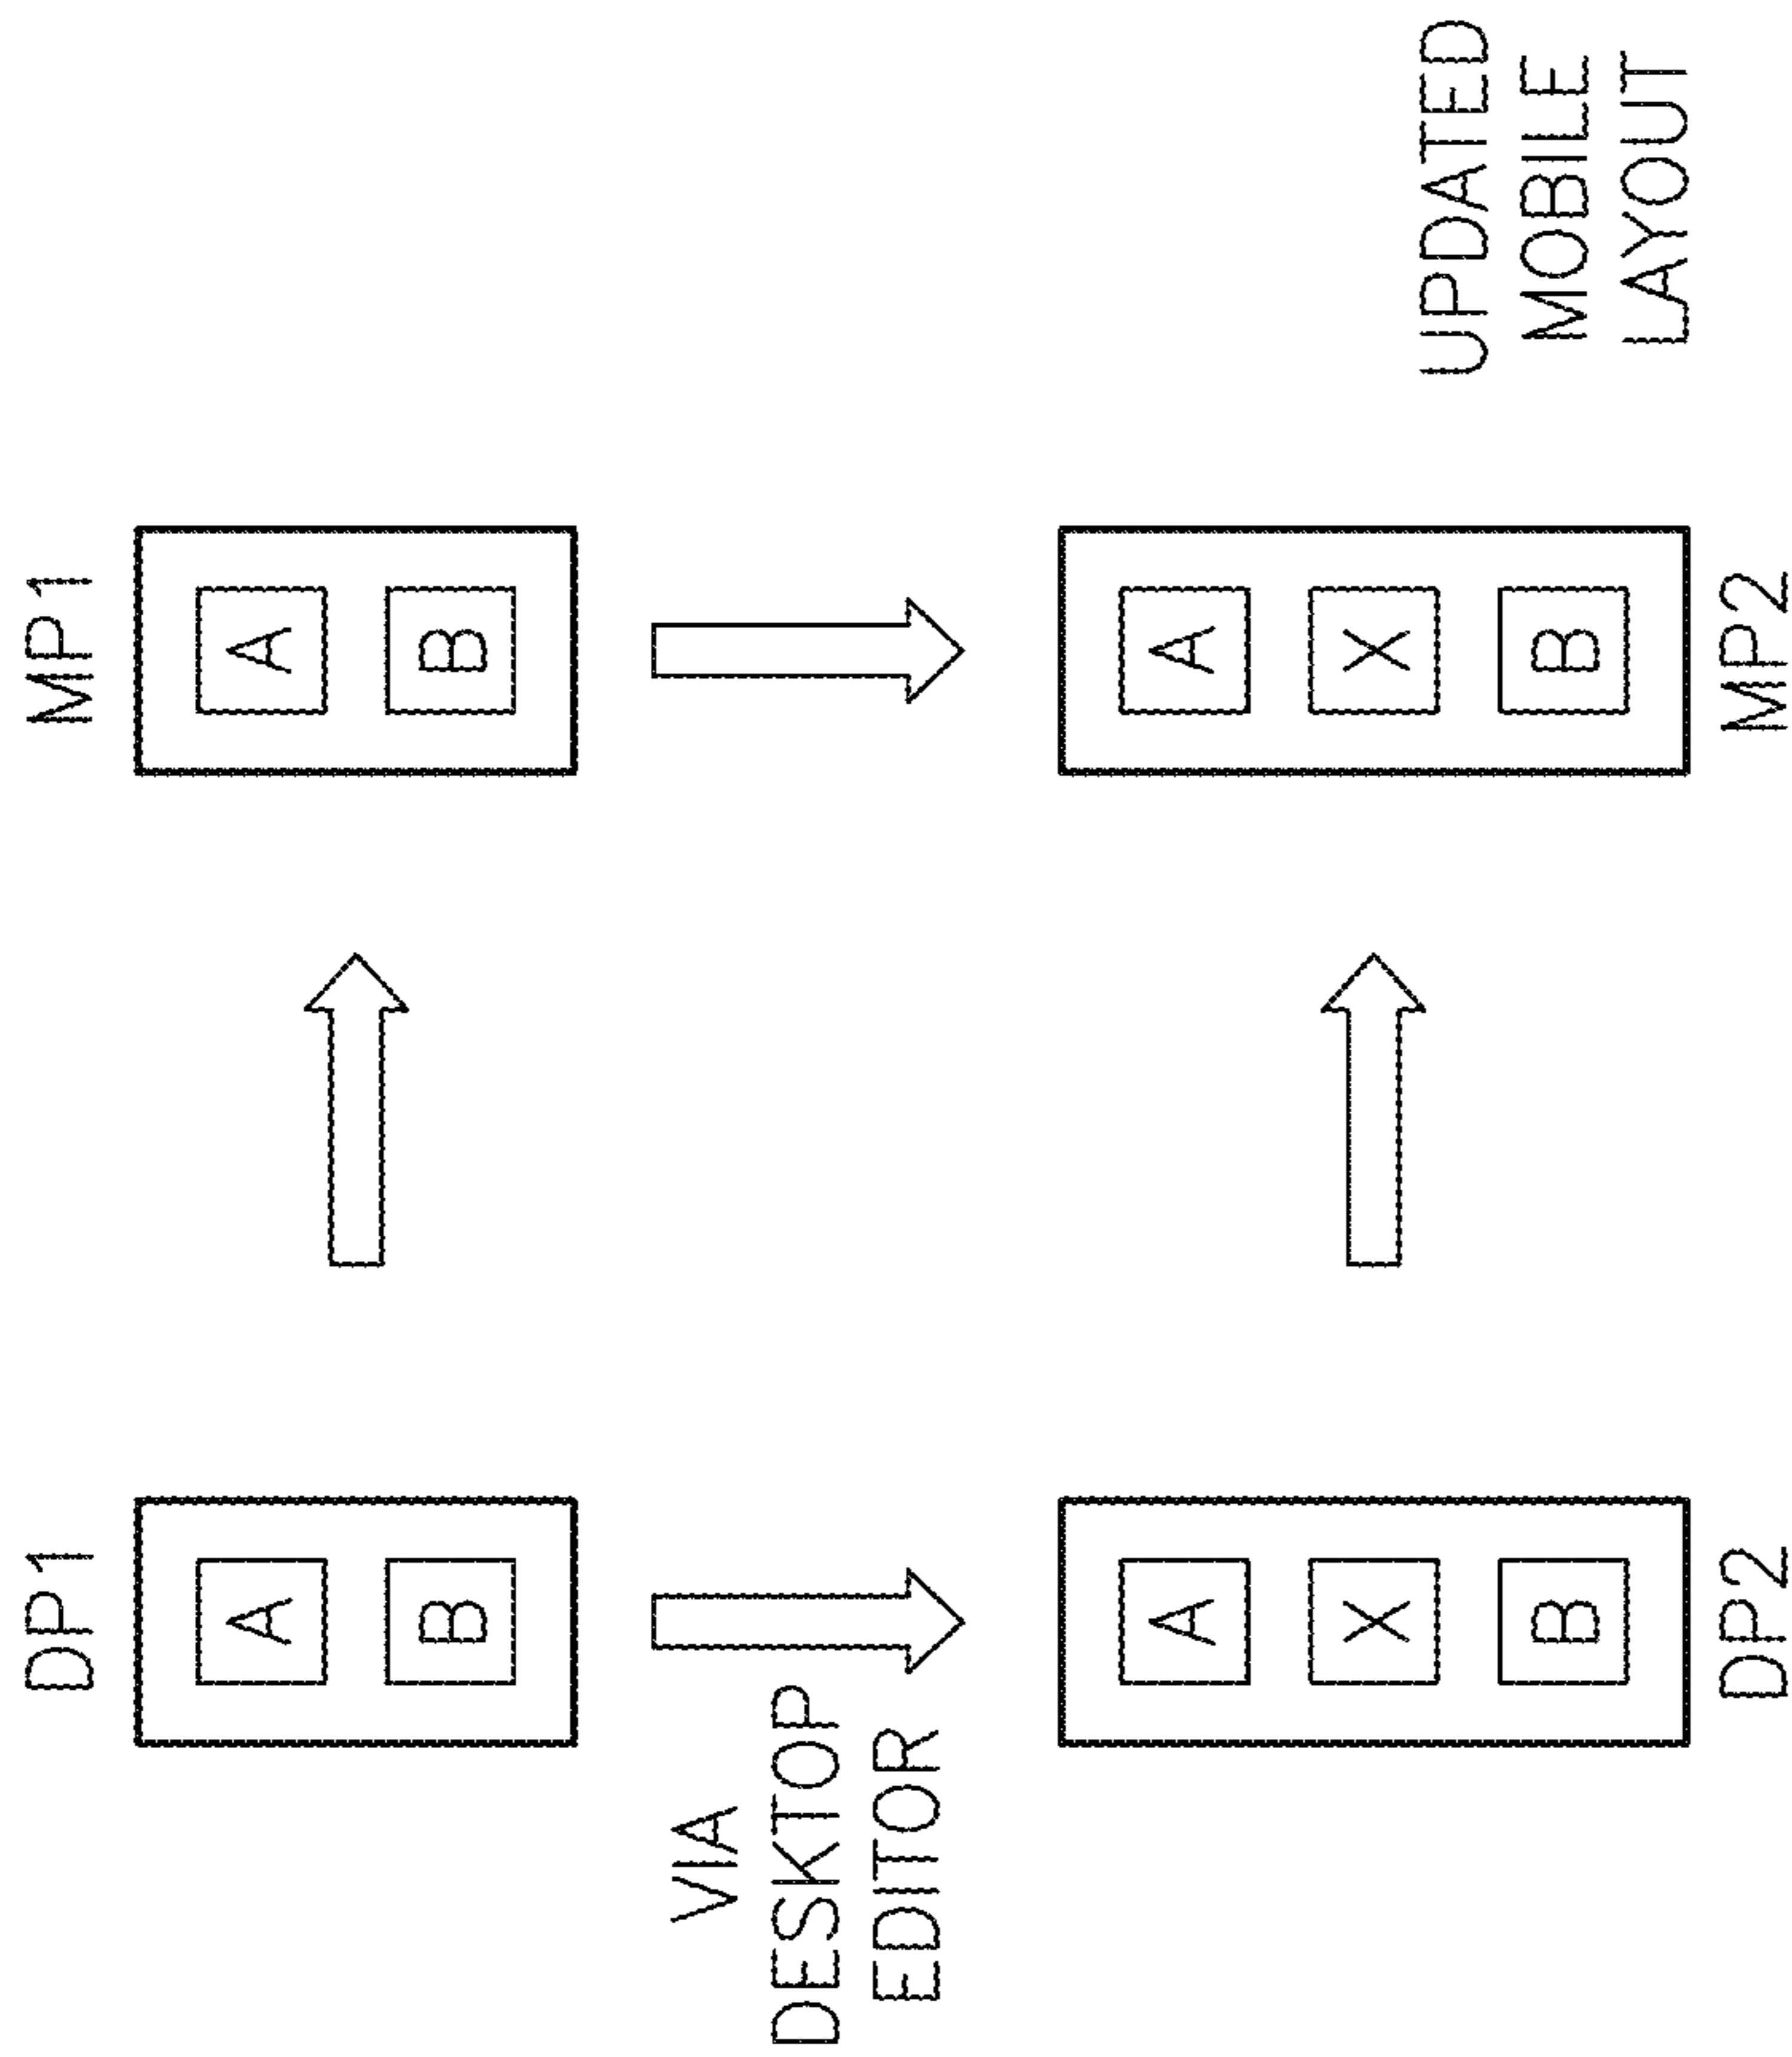 DP1
MP1
A
A
B
B
VIA
DESKTOP
EDITOR
A
A
X
X
UPDATED
MOBILE
LAYOUT
B
B
DP2
MP2